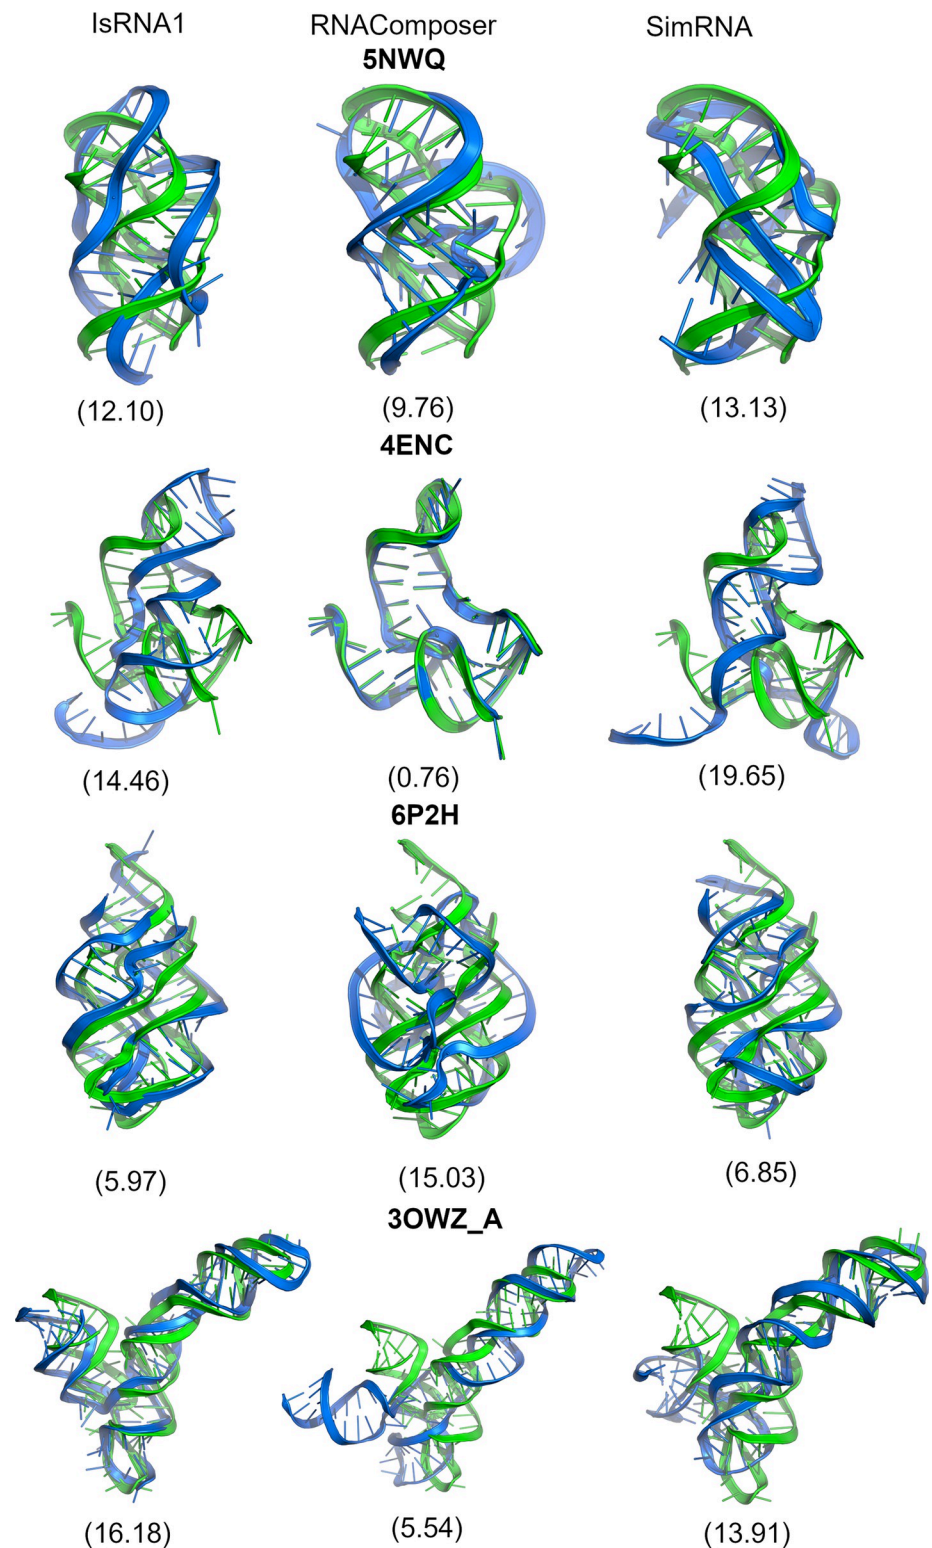 IsRNA1 RNAComposer SimRNA
5NWQ
(12.10) (9.76) (13.13)
4ENC
(14.46) (0.76) (19.65)
6P2H
(5.97) (15.03) (6.85)
3OWZ_A
(16.18) (5.54) (13.91)